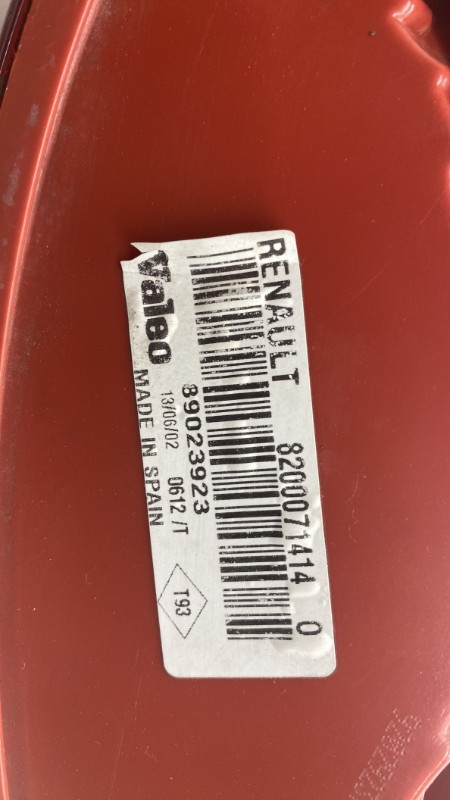 RENAULT 8200071414 0
Valeo 89023923
13/06/02 0612/T
MADE IN SPAIN
T93